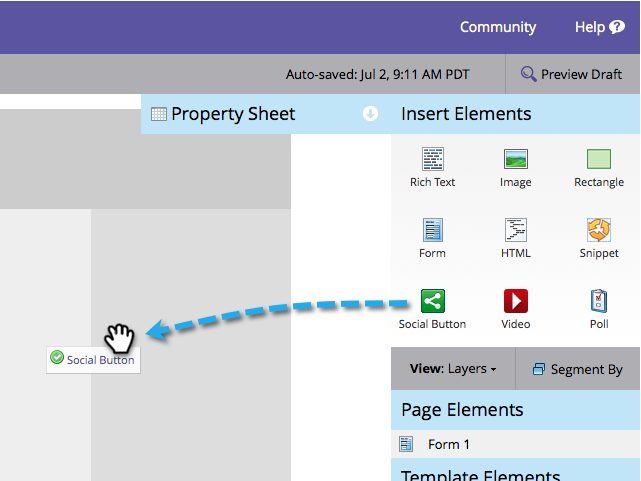 Community Help
Auto-saved: Jul 2, 9:11 AM PDT Preview Draft
Property Sheet
Insert Elements
Rich Text Image Rectangle
Form HTML Snippet
Social Button Video Poll
Social Button
View: Layers Segment By
Page Elements
Form 1
Template Elements